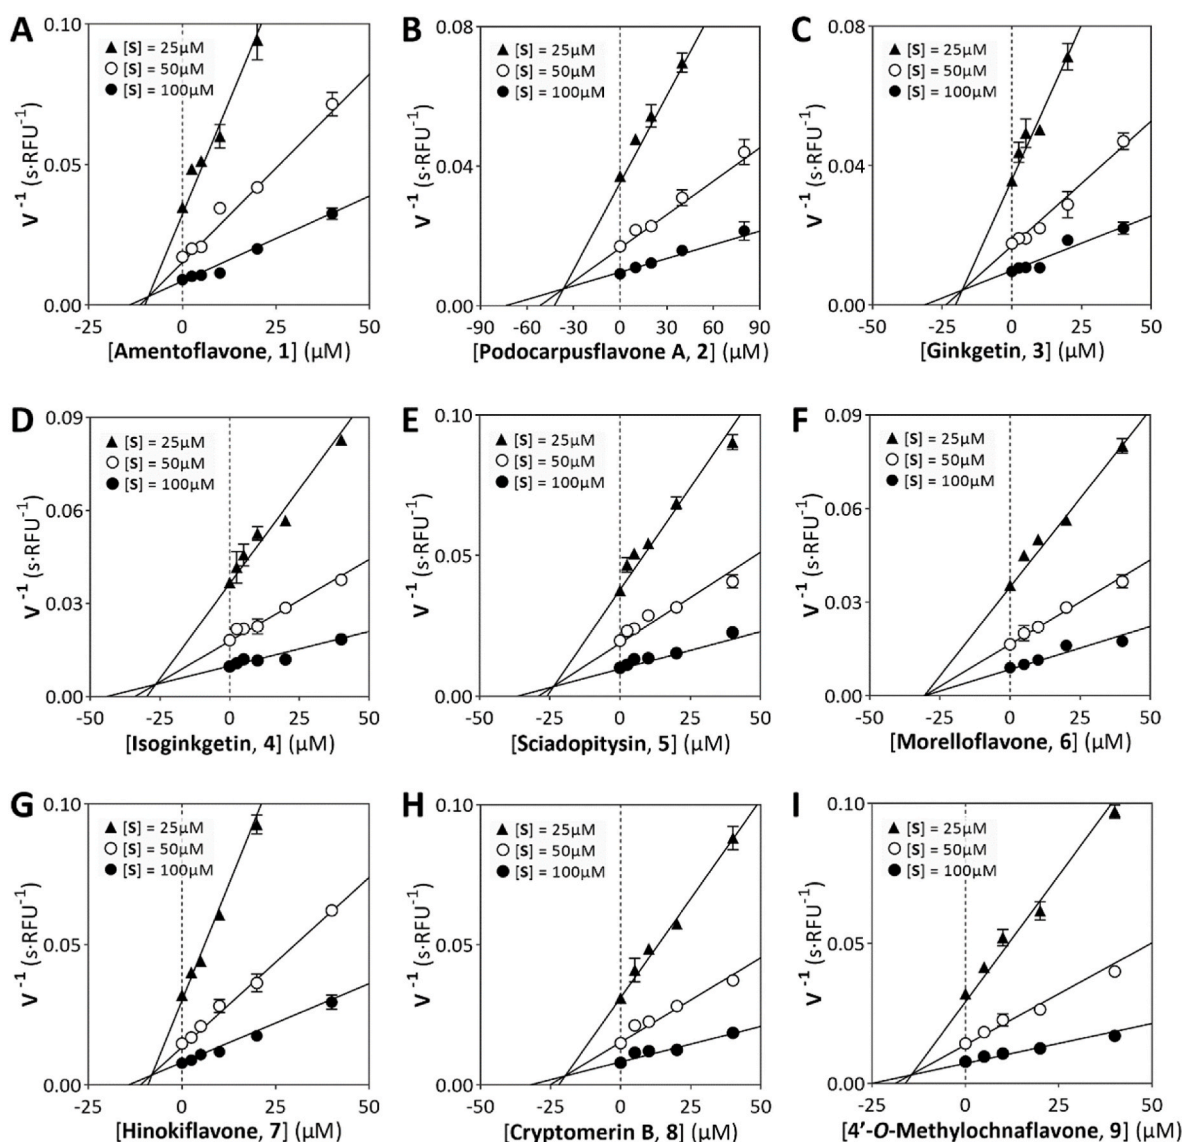 A
▲ [S] = 25µM
○ [S] = 50µM
● [S] = 100µM
V⁻¹ (s·RFU⁻¹)
0.10
0.05
0.00
-25 0 25 50
[Amentoflavone, 1] (µM)
B
▲ [S] = 25µM
○ [S] = 50µM
● [S] = 100µM
V⁻¹ (s·RFU⁻¹)
0.08
0.04
0.00
-90 -60 -30 0 30 60 90
[Podocarpusflavone A, 2] (µM)
C
▲ [S] = 25µM
○ [S] = 50µM
● [S] = 100µM
V⁻¹ (s·RFU⁻¹)
0.08
0.04
0.00
-50 -25 0 25 50
[Ginkgetin, 3] (µM)
D
▲ [S] = 25µM
○ [S] = 50µM
● [S] = 100µM
V⁻¹ (s·RFU⁻¹)
0.09
0.06
0.03
0.00
-50 -25 0 25 50
[Isoginkgetin, 4] (µM)
E
▲ [S] = 25µM
○ [S] = 50µM
● [S] = 100µM
V⁻¹ (s·RFU⁻¹)
0.10
0.05
0.00
-50 -25 0 25 50
[Sciadopitysin, 5] (µM)
F
▲ [S] = 25µM
○ [S] = 50µM
● [S] = 100µM
V⁻¹ (s·RFU⁻¹)
0.09
0.06
0.03
0.00
-50 -25 0 25 50
[Morelloflavone, 6] (µM)
G
▲ [S] = 25µM
○ [S] = 50µM
● [S] = 100µM
V⁻¹ (s·RFU⁻¹)
0.10
0.05
0.00
-25 0 25 50
[Hinokiflavone, 7] (µM)
H
▲ [S] = 25µM
○ [S] = 50µM
● [S] = 100µM
V⁻¹ (s·RFU⁻¹)
0.10
0.05
0.00
-50 -25 0 25 50
[Cryptomerin B, 8] (µM)
I
▲ [S] = 25µM
○ [S] = 50µM
● [S] = 100µM
V⁻¹ (s·RFU⁻¹)
0.10
0.05
0.00
-25 0 25 50
[4'-O-Methylochnaflavone, 9] (µM)